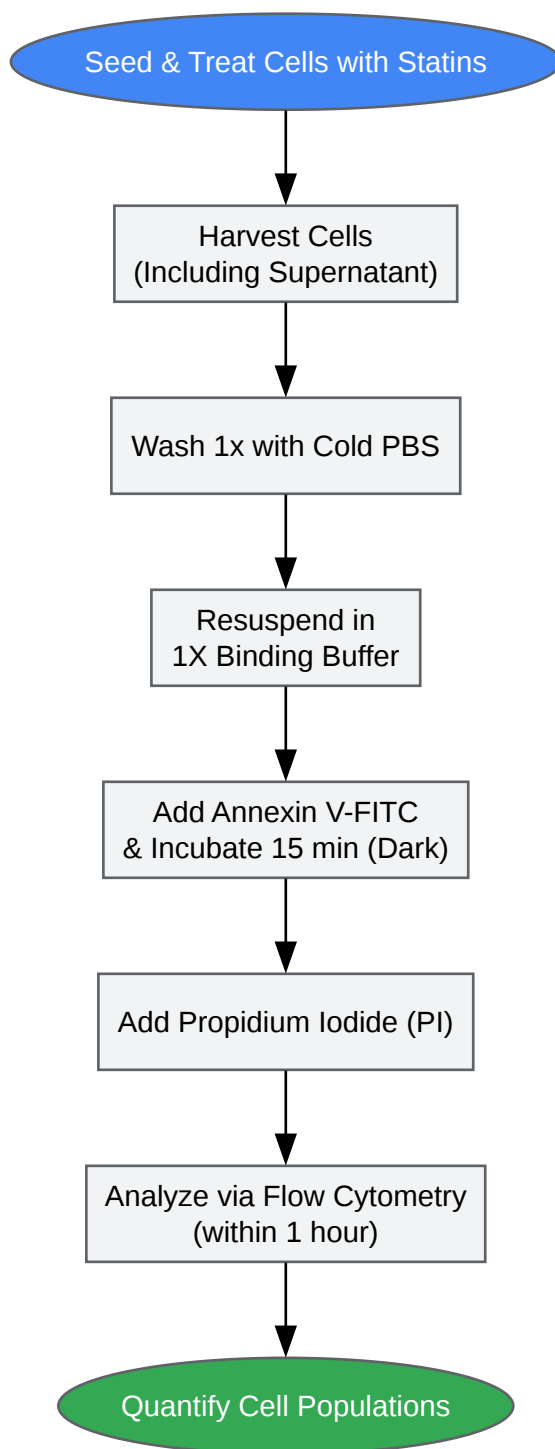 Seed & Treat Cells with Statins
Harvest Cells
(Including Supernatant)
Wash 1x with Cold PBS
Resuspend in
1X Binding Buffer
Add Annexin V-FITC
& Incubate 15 min (Dark)
Add Propidium Iodide (PI)
Analyze via Flow Cytometry
(within 1 hour)
Quantify Cell Populations